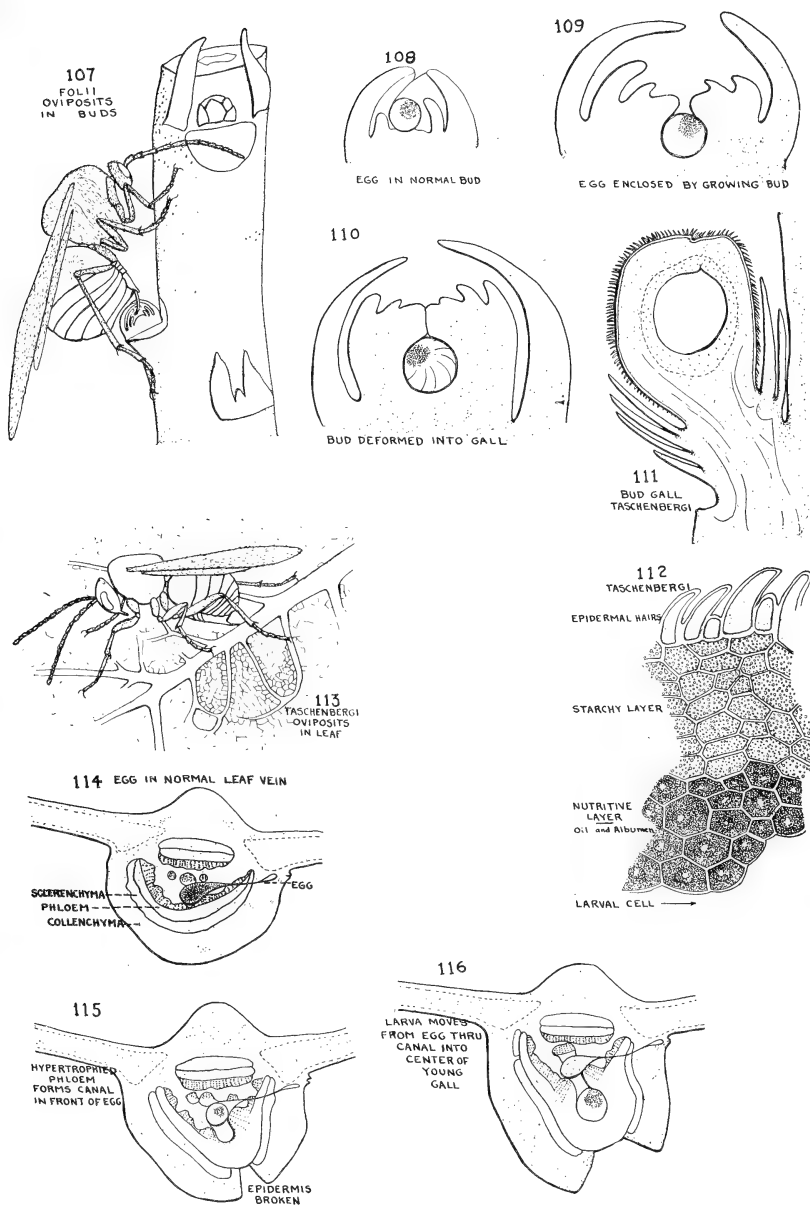 107
FOLII
OVIPOSITS
IN BUDS
108
EGG IN NORMAL BUD
109
EGG ENCLOSED BY GROWING BUD
110
BUD DEFORMED INTO GALL
111
BUD GALL
TASCHENBERGI
112
TASCHENBERGI
EPIDERMAL HAIRS
STARCHY LAYER
NUTRITIVE
LAYER
Oil and Albumen
LARVAL CELL
113
TASCHENBERGI
OVIPOSITS
IN LEAF
114 EGG IN NORMAL LEAF VEIN
SCLERENCHYMA
PHLOEM
COLLENCHYMA
EGG
115
HYPERTROPHIED
PHLOEM
FORMS CANAL
IN FRONT OF EGG
EPIDERMIS
BROKEN
116
LARVA MOVES
FROM EGG THRU
CANAL INTO
CENTER OF
YOUNG
GALL